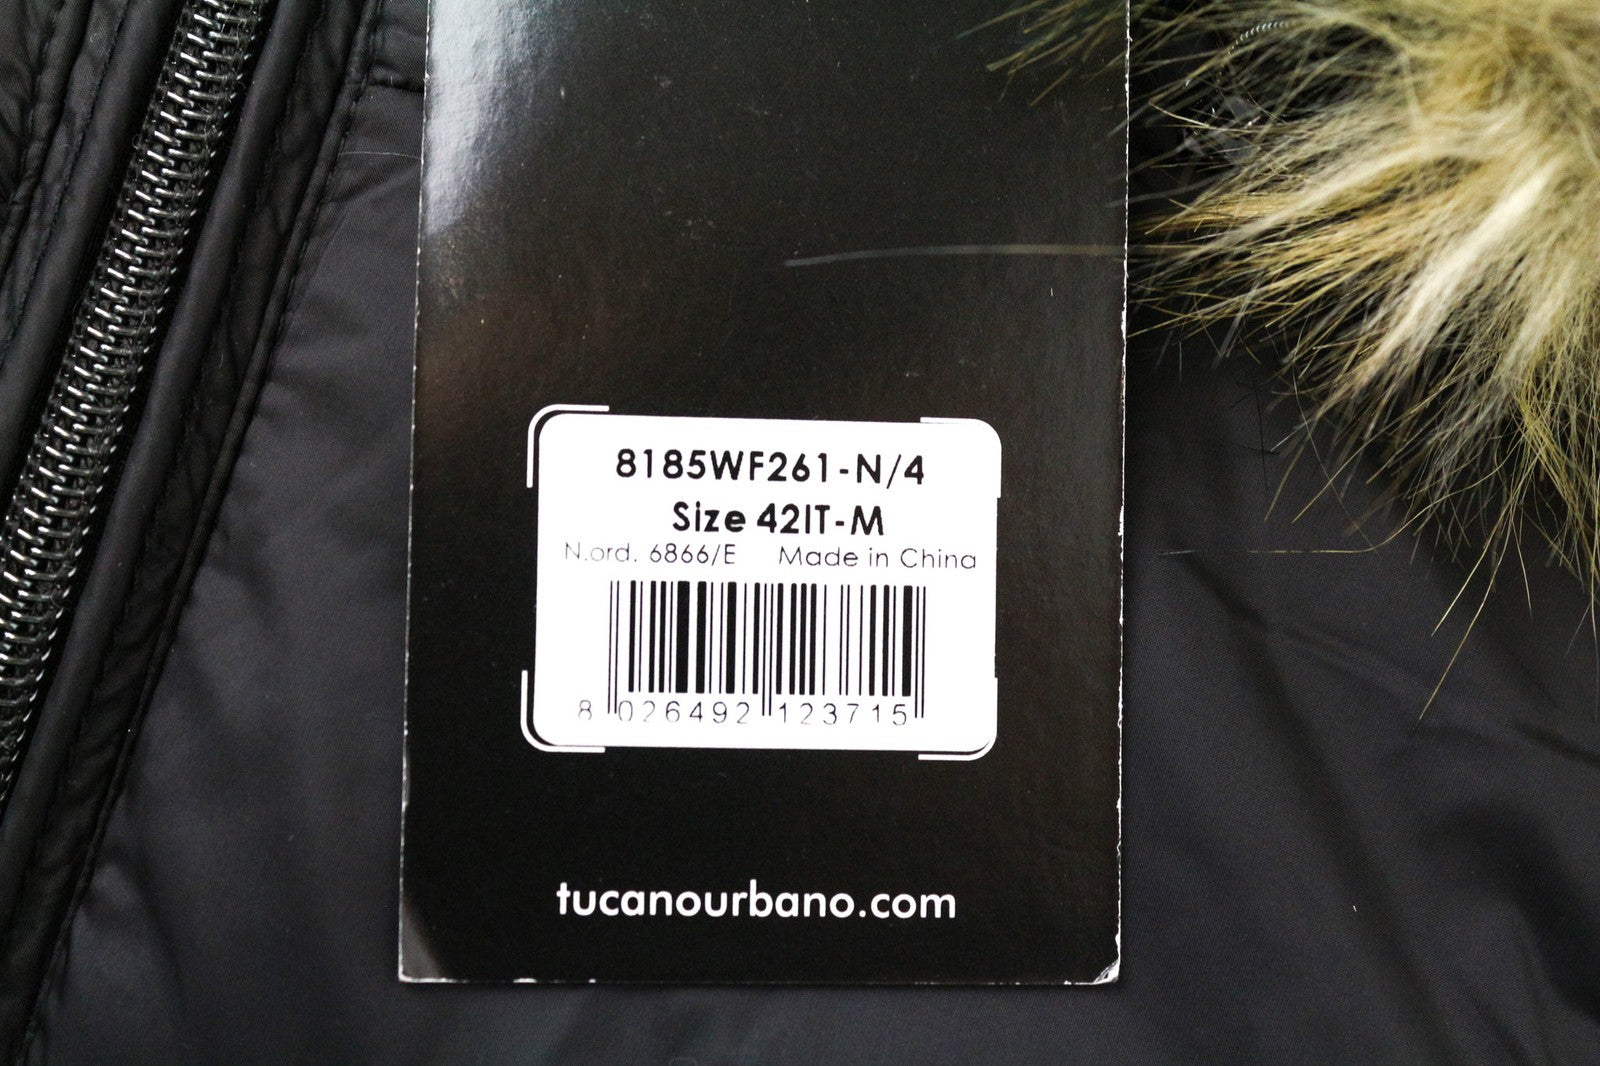 8185WF261-N/4
Size 42IT-M
N.ord. 6866/E Made in China
8 026492 123715
tucanourbano.com